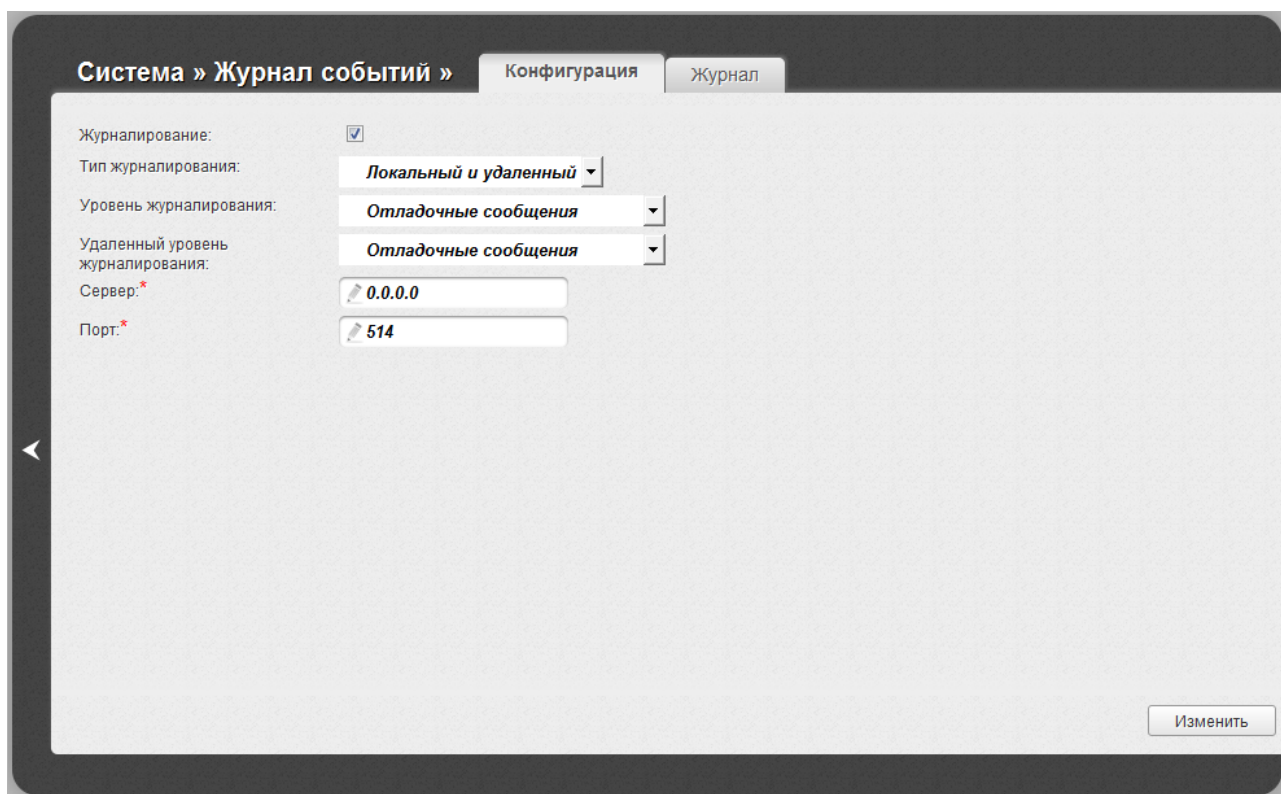 Система » Журнал событий » Конфигурация Журнал
Журналирование:
Тип журналирования: Локальный и удаленный
Уровень журналирования: Отладочные сообщения
Удаленный уровень
журналирования: Отладочные сообщения
Сервер:* 0.0.0.0
Порт:* 514
Изменить